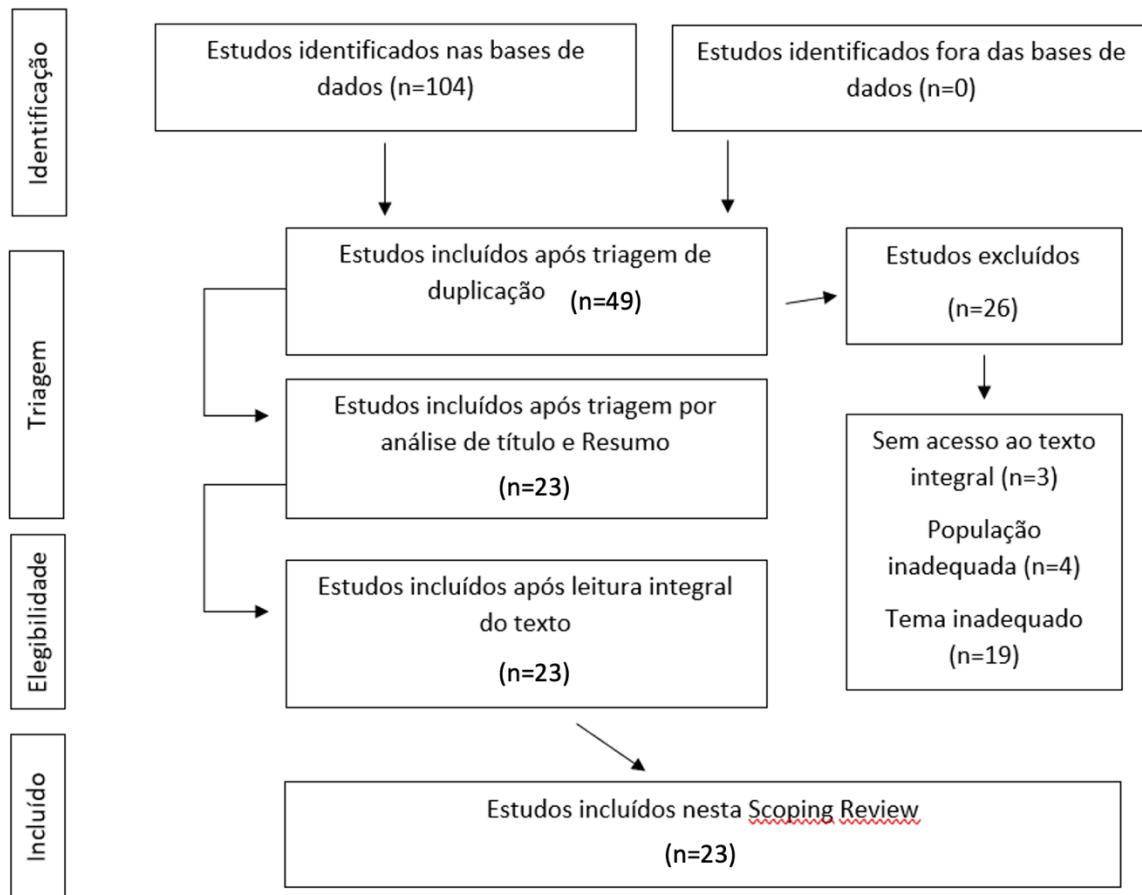 Identificação
Estudos identificados nas bases de
dados (n=104)
Estudos identificados fora das bases de
dados (n=0)
Triagem
Estudos incluídos após triagem de
duplicação (n=49)
Estudos excluídos
(n=26)
Estudos incluídos após triagem por
análise de título e Resumo
(n=23)
Sem acesso ao texto
integral (n=3)
População
inadequada (n=4)
Tema inadequado
(n=19)
Elegibilidade
Estudos incluídos após leitura integral
do texto
(n=23)
Incluído
Estudos incluídos nesta Scoping Review
(n=23)